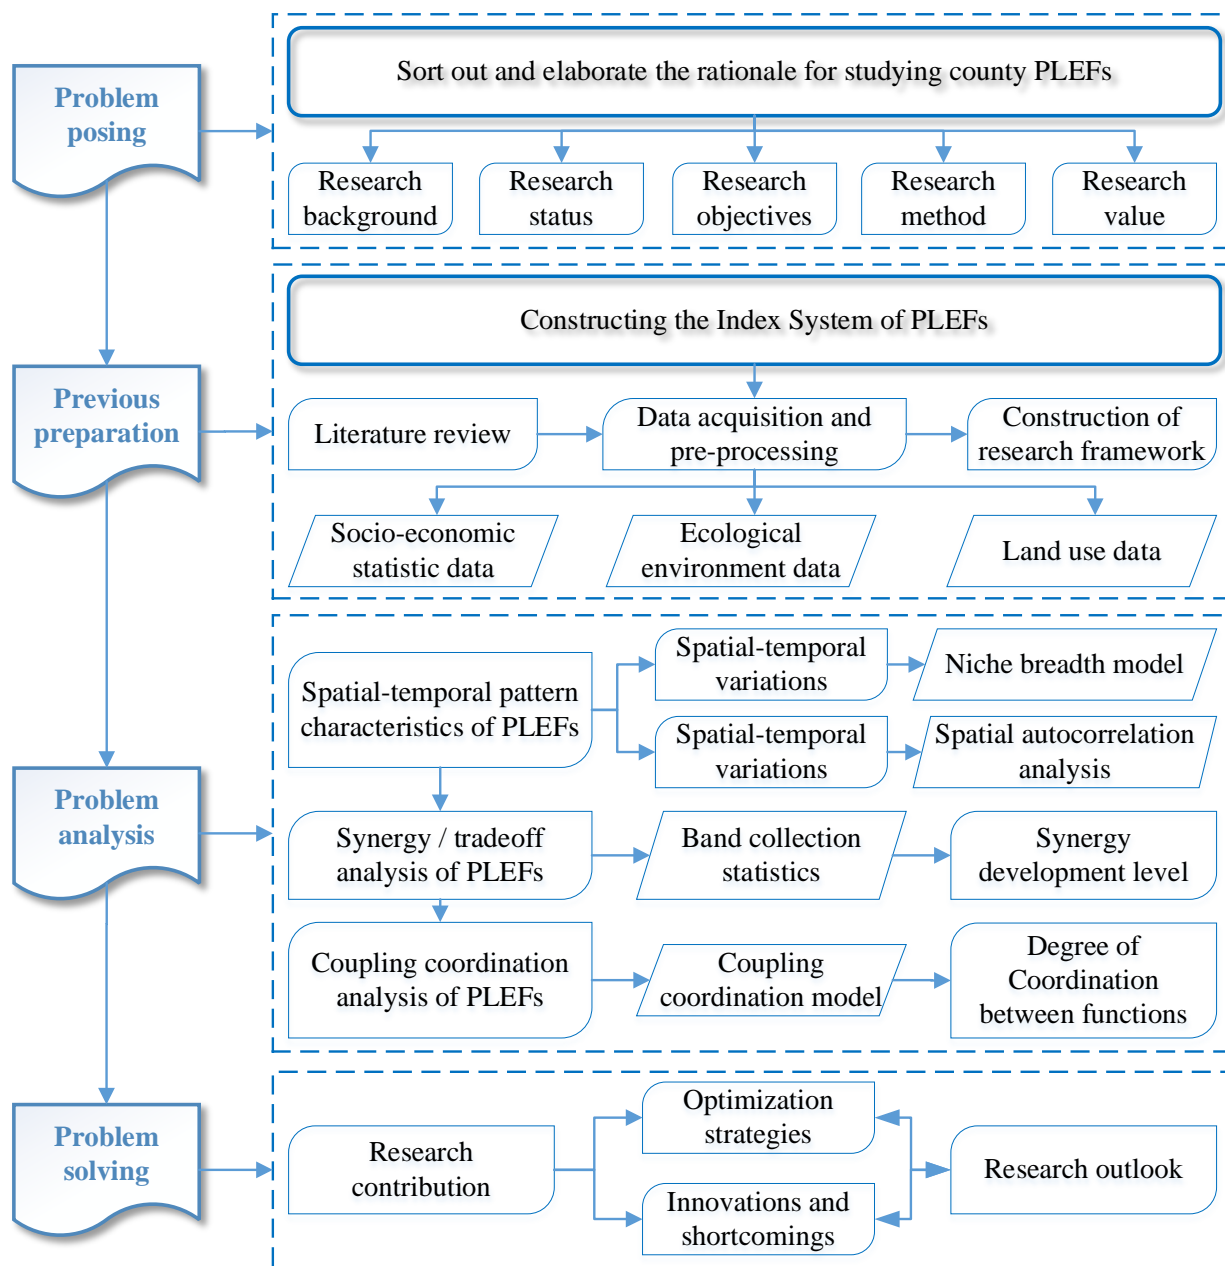 Problem
posing
Sort out and elaborate the rationale for studying county PLEFs
Research
background
Research
status
Research
objectives
Research
method
Research
value
Previous
preparation
Constructing the Index System of PLEFs
Literature review
Data acquisition and
pre-processing
Construction of
research framework
Socio-economic
statistic data
Ecological
environment data
Land use data
Problem
analysis
Spatial-temporal pattern
characteristics of PLEFs
Spatial-temporal
variations
Niche breadth model
Spatial-temporal
variations
Spatial autocorrelation
analysis
Synergy / tradeoff
analysis of PLEFs
Band collection
statistics
Synergy
development level
Coupling coordination
analysis of PLEFs
Coupling
coordination model
Degree of
Coordination
between functions
Problem
solving
Research
contribution
Optimization
strategies
Innovations and
shortcomings
Research outlook